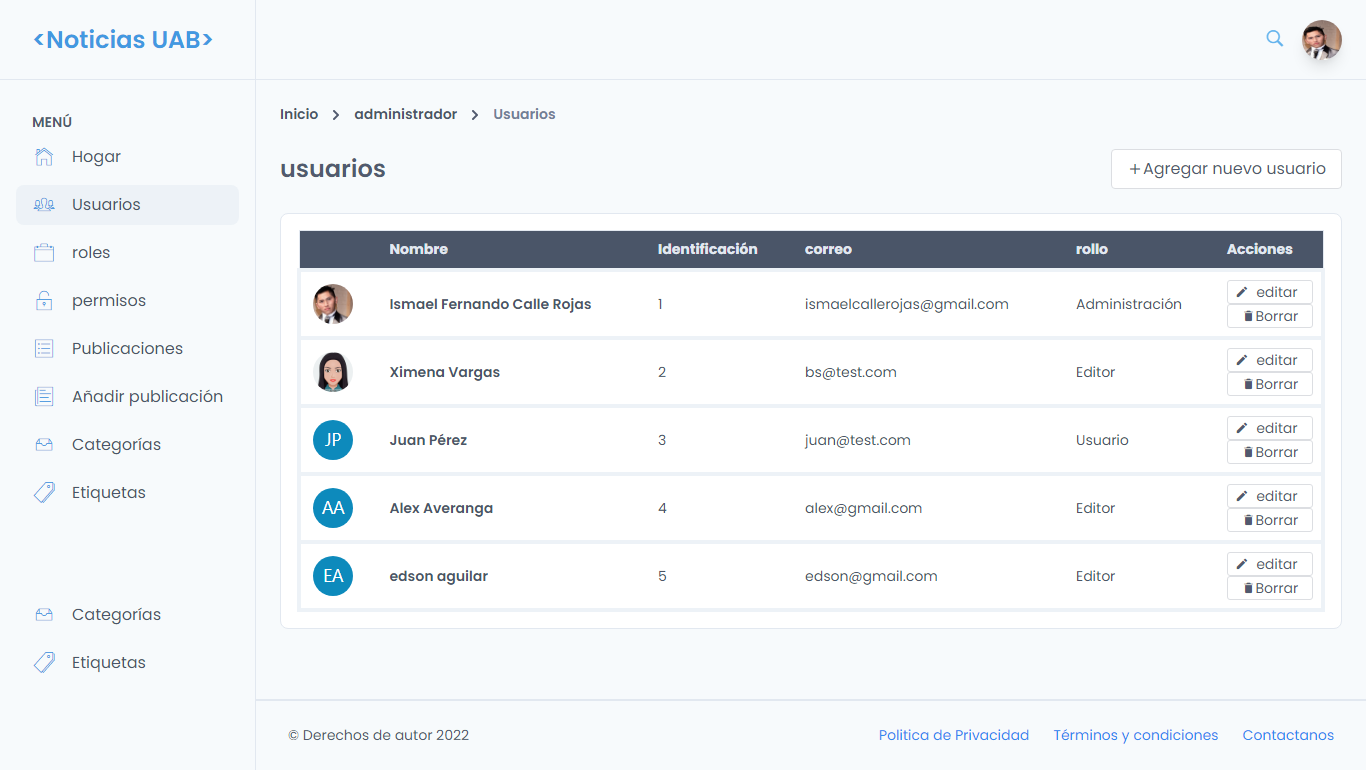 <Noticias UAB>
MENÚ
Hogar
Usuarios
roles
permisos
Publicaciones
Añadir publicación
Categorías
Etiquetas
Categorías
Etiquetas
Inicio > administrador > Usuarios
usuarios
+Agregar nuevo usuario
Nombre Identificación correo rollo Acciones
Ismael Fernando Calle Rojas 1 ismaelcallerojas@gmail.com Administración editar
Borrar
Ximena Vargas 2 bs@test.com Editor editar
Borrar
JP Juan Pérez 3 juan@test.com Usuario editar
Borrar
AA Alex Averanga 4 alex@gmail.com Editor editar
Borrar
EA edson aguilar 5 edson@gmail.com Editor editar
Borrar
© Derechos de autor 2022
Politica de Privacidad Términos y condiciones Contactanos